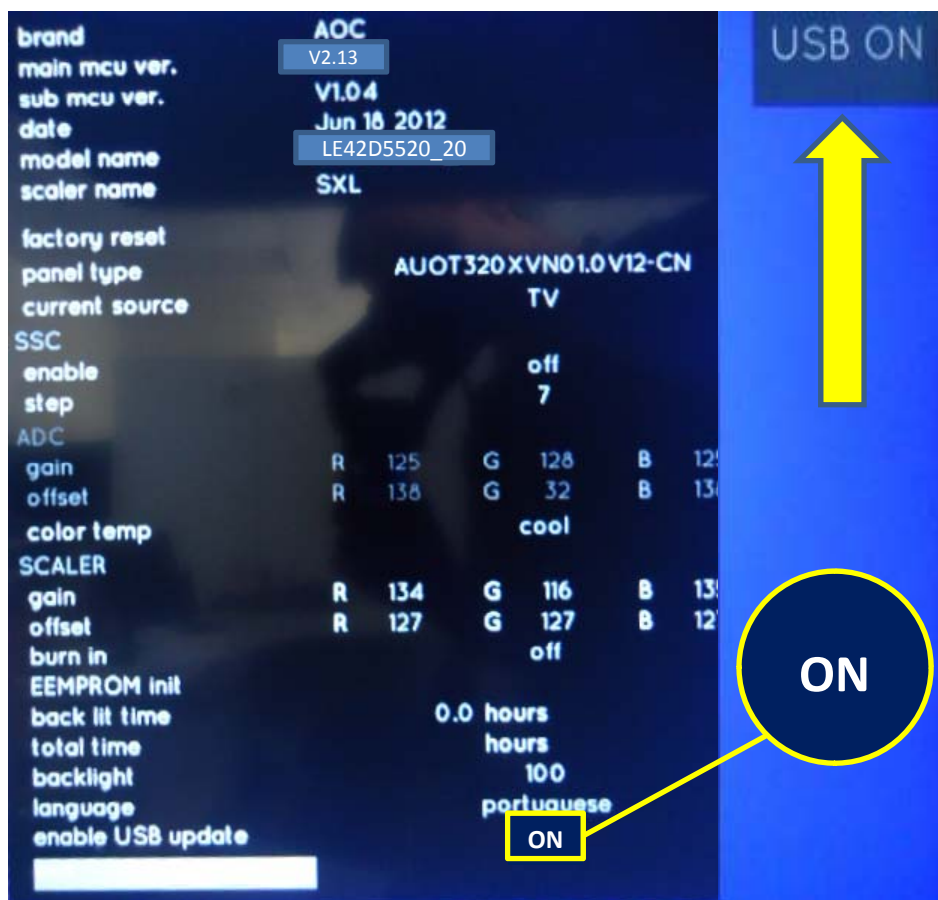 brand AOC
main mcu ver. V2.13
sub mcu ver. V1.04
date Jun 18 2012
model name LE42D5520_20
scaler name SXL
factory reset
panel type AUOT320XVN01.0V12-CN
current source TV
SSC
enable off
step 7
ADC
gain R 125 G 128 B
offset R 138 G 32 B
color temp cool
SCALER
gain R 134 G 116 B
offset R 127 G 127 B
burn in off
EEMPROM init
back lit time 0.0 hours
total time hours
backlight 100
language portuguese
enable USB update ON
USB ON
ON